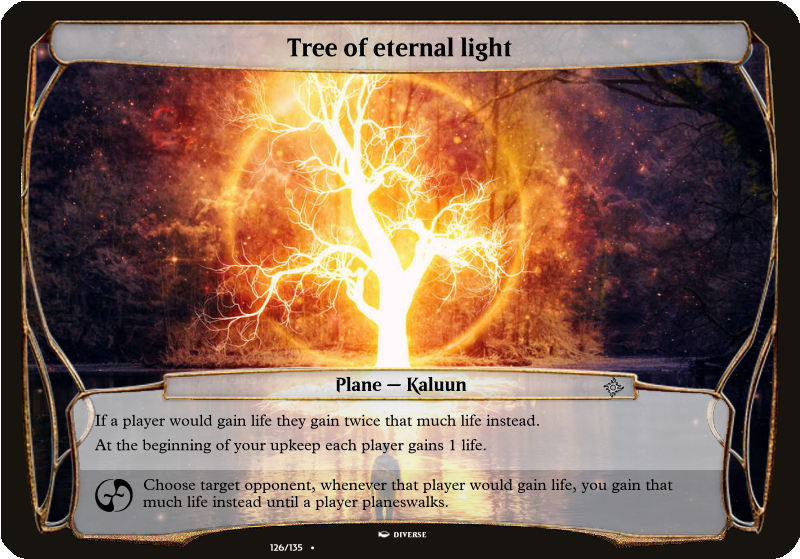 Tree of eternal light
Plane — Kaluun
If a player would gain life they gain twice that much life instead.
At the beginning of your upkeep each player gains 1 life.
Choose target opponent, whenever that player would gain life, you gain that
much life instead until a player planeswalks.
DIVERSE
126/135 •